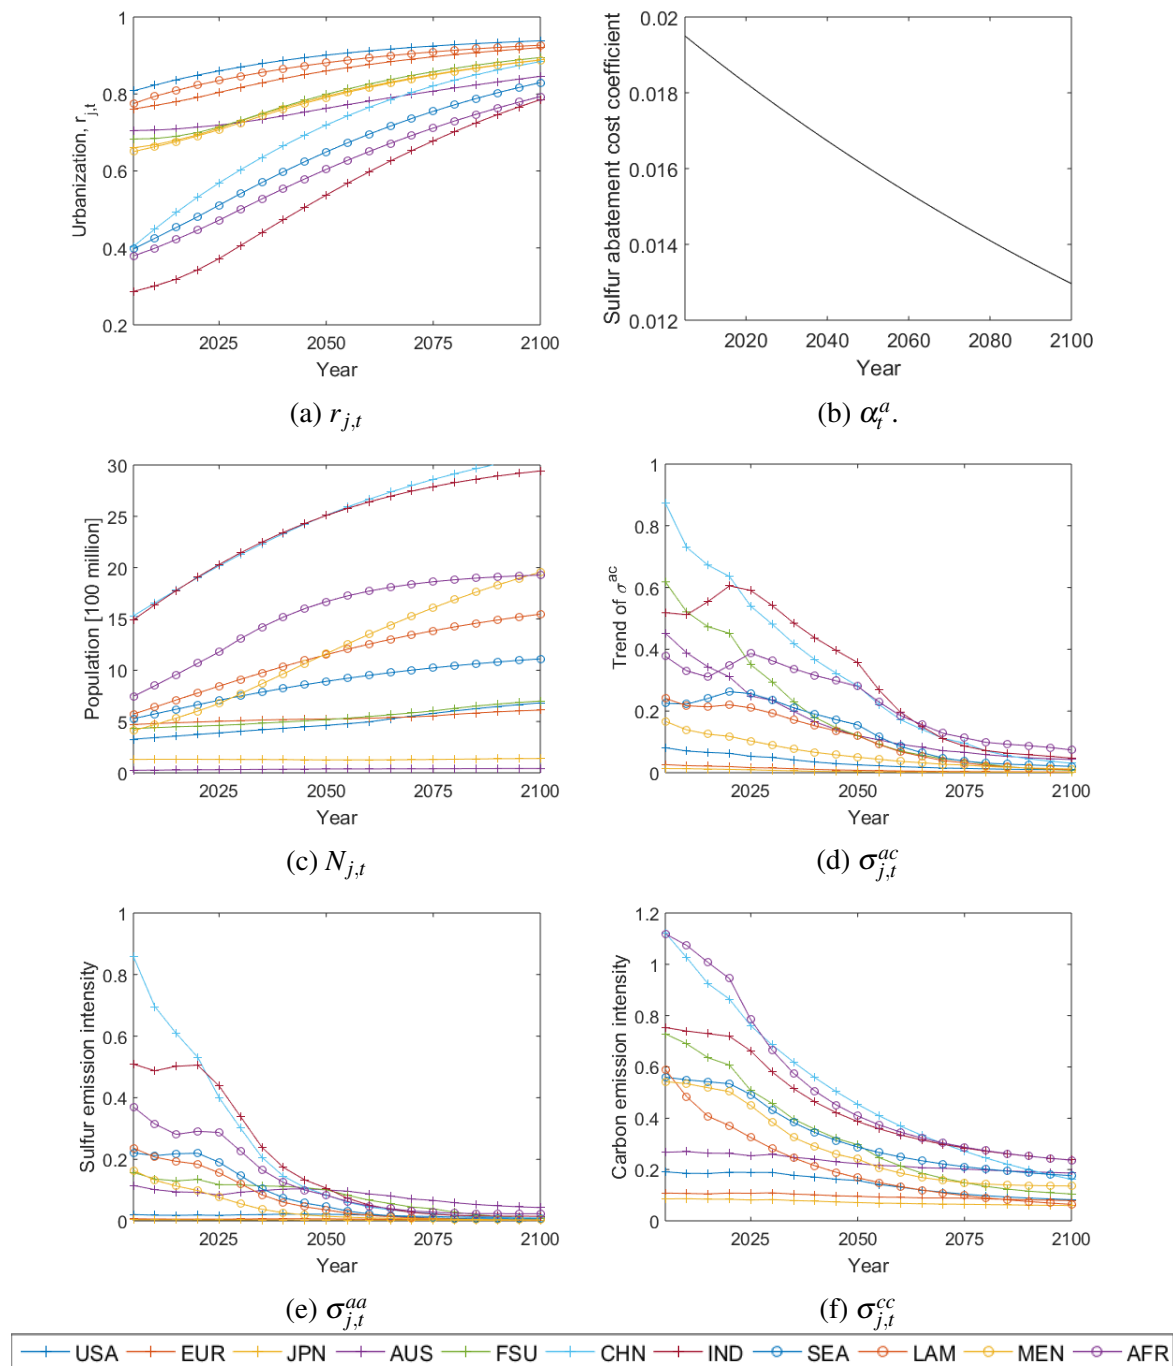 1
0.8
0.6
0.4
0.2
Urbanization, r_{j,t}
2025 2050 2075 2100
Year
(a) r_{j,t}
0.02
0.018
0.016
0.014
0.012
Sulfur abatement cost coefficient
2020 2040 2060 2080 2100
Year
(b) α_t^a.
30
25
20
15
10
5
0
Population [100 million]
2025 2050 2075 2100
Year
(c) N_{j,t}
1
0.8
0.6
0.4
0.2
0
Trend of σ^{ac}
2025 2050 2075 2100
Year
(d) σ_{j,t}^{ac}
1
0.8
0.6
0.4
0.2
0
Sulfur emission intensity
2025 2050 2075 2100
Year
(e) σ_{j,t}^{aa}
1.2
1
0.8
0.6
0.4
0.2
0
Carbon emission intensity
2025 2050 2075 2100
Year
(f) σ_{j,t}^{cc}
USA EUR JPN AUS FSU CHN IND SEA LAM MEN AFR